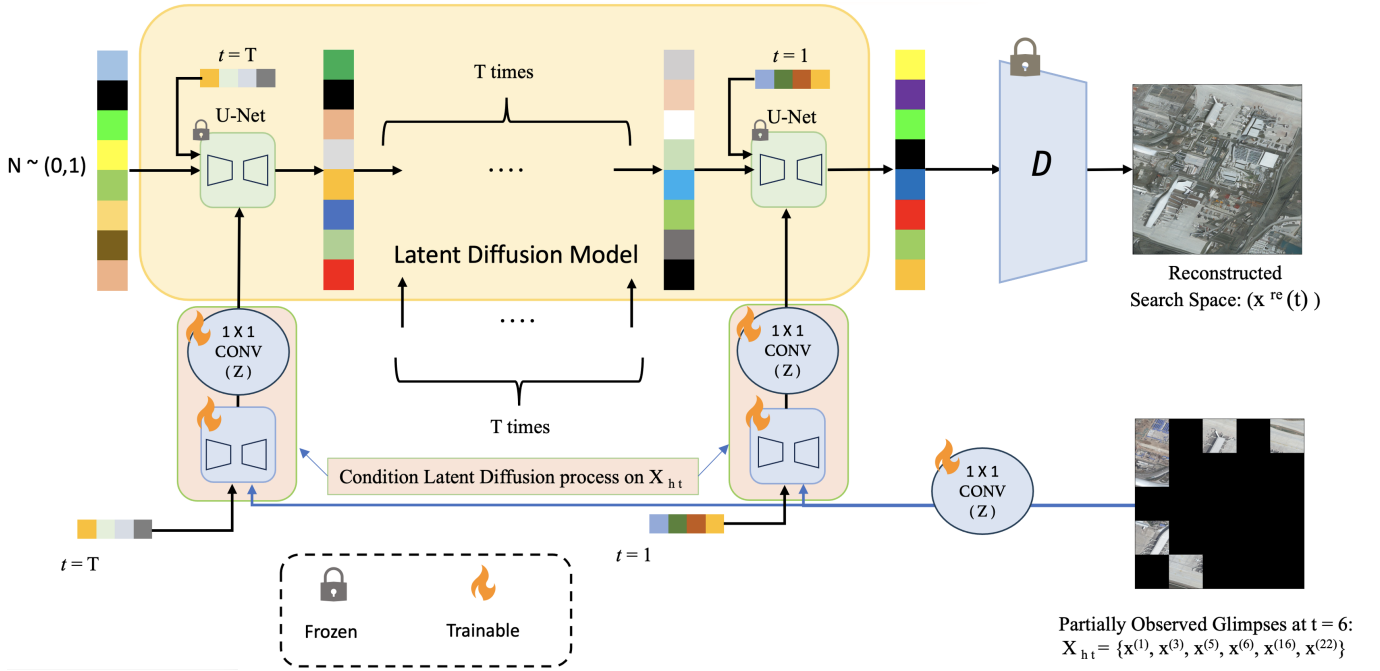 t = T
t = 1
T times
U-Net
U-Net
N ~ (0,1)
....
D
Latent Diffusion Model
Reconstructed
Search Space: (x re (t) )
....
1 X 1
CONV
(Z)
1 X 1
CONV
(Z)
T times
Condition Latent Diffusion process on X h t
1 X 1
CONV
(Z)
t = T
t = 1
Frozen
Trainable
Partially Observed Glimpses at t = 6:
X h t = {x(1), x(3), x(5), x(6), x(16), x(22)}